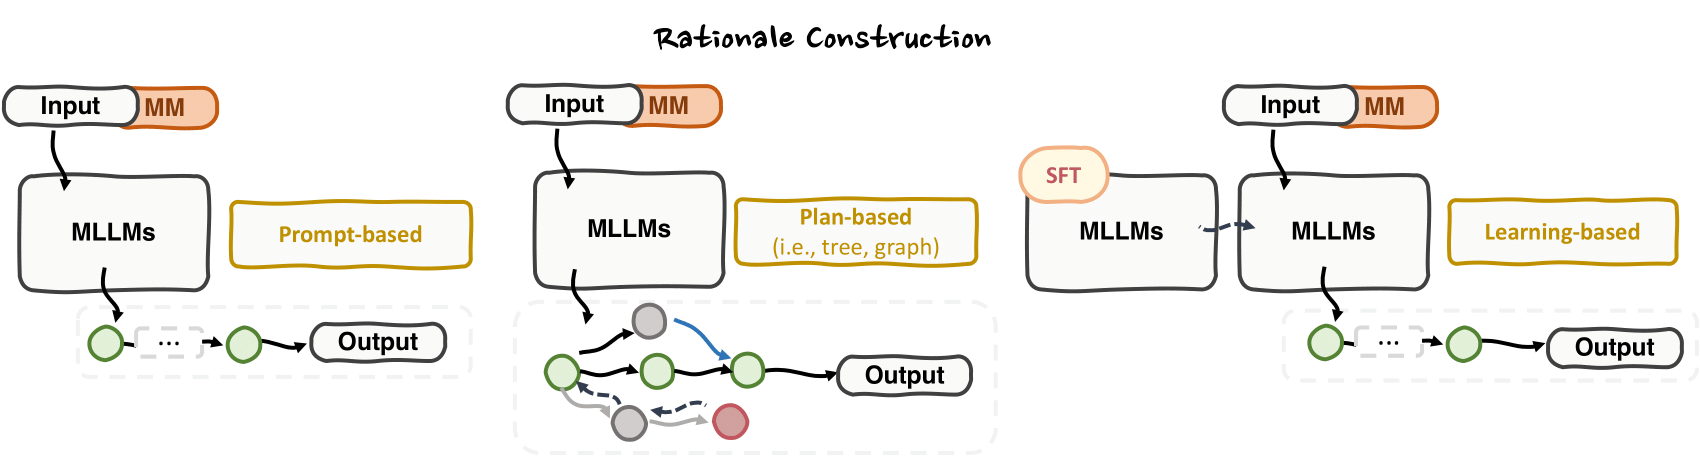 Rationale Construction
Input MM
MLLMs
Prompt-based
...
Output
Input MM
MLLMs
Plan-based
(i.e., tree, graph)
Output
Input MM
SFT
MLLMs
MLLMs
Learning-based
...
Output